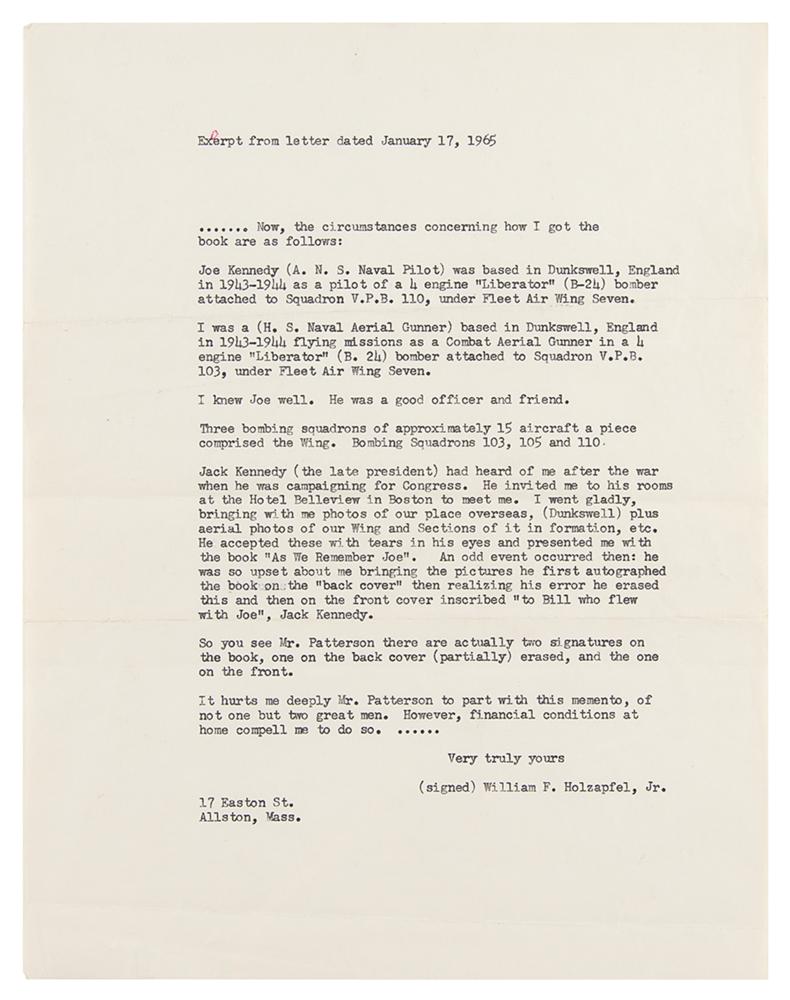 Excerpt from letter dated January 17, 1965
....... Now, the circumstances concerning how I got the
book are as follows:
Joe Kennedy (A. N. S. Naval Pilot) was based in Dunkswell, England
in 1943-1944 as a pilot of a 4 engine "Liberator" (B-24) bomber
attached to Squadron V.P.B. 110, under Fleet Air Wing Seven.
I was a (H. S. Naval Aerial Gunner) based in Dunkswell, England
in 1943-1944 flying missions as a Combat Aerial Gunner in a 4
engine "Liberator" (B. 24) bomber attached to Squadron V.P.B.
103, under Fleet Air Wing Seven.
I knew Joe well. He was a good officer and friend.
Three bombing squadrons of approximately 15 aircraft a piece
comprised the Wing. Bombing Squadrons 103, 105 and 110.
Jack Kennedy (the late president) had heard of me after the war
when he was campaigning for Congress. He invited me to his rooms
at the Hotel Belleview in Boston to meet me. I went gladly,
bringing with me photos of our place overseas, (Dunkswell) plus
aerial photos of our Wing and Sections of it in formation, etc.
He accepted these with tears in his eyes and presented me with
the book "As We Remember Joe". An odd event occurred then: he
was so upset about me bringing the pictures he first autographed
the book on the "back cover" then realizing his error he erased
this and then on the front cover inscribed "to Bill who flew
with Joe", Jack Kennedy.
So you see Mr. Patterson there are actually two signatures on
the book, one on the back cover (partially) erased, and the one
on the front.
It hurts me deeply Mr. Patterson to part with this memento, of
not one but two great men. However, financial conditions at
home compell me to do so. ......
Very truly yours
(signed) William F. Holzapfel, Jr.
17 Easton St.
Allston, Mass.